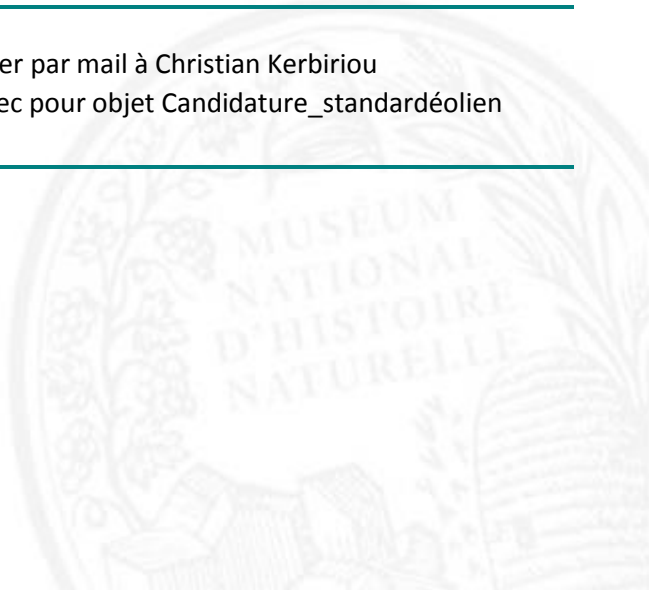 er par mail à Christian Kerbiriou
ec pour objet Candidature_standardéolien
MUSEUM
NATIONAL
D'HISTOIRE
NATURELLE